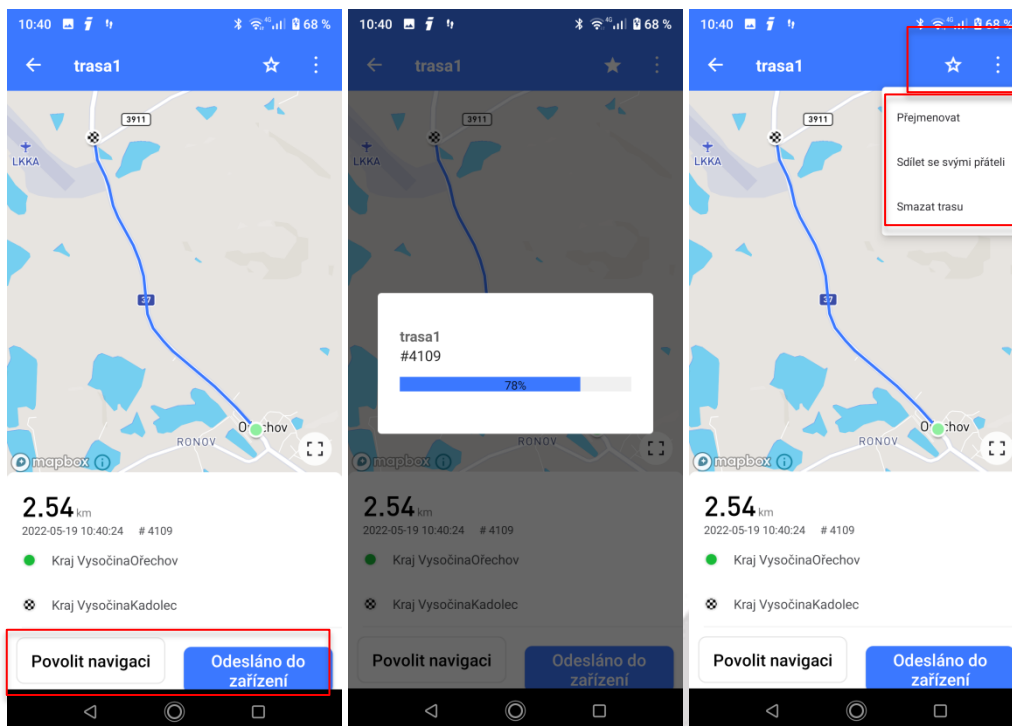 10:40
4G
68 %
trasa1
3911
LKKA
37
Ořechov
RONOV
mapbox
2.54 km
2022-05-19 10:40:24 # 4109
Kraj VysočinaOřechov
Kraj VysočinaKadolec
Povolit navigaci
Odesláno do
zařízení
10:40
4G
68 %
trasa1
3911
LKKA
trasa1
#4109
78%
RONOV
mapbox
2.54 km
2022-05-19 10:40:24 # 4109
Kraj VysočinaOřechov
Kraj VysočinaKadolec
Povolit navigaci
Odesláno do
zařízení
10:40
4G
68 %
trasa1
Přejmenovat
Sdílet se svými přáteli
Smazat trasu
3911
LKKA
37
Ořechov
RONOV
mapbox
2.54 km
2022-05-19 10:40:24 # 4109
Kraj VysočinaOřechov
Kraj VysočinaKadolec
Povolit navigaci
Odesláno do
zařízení